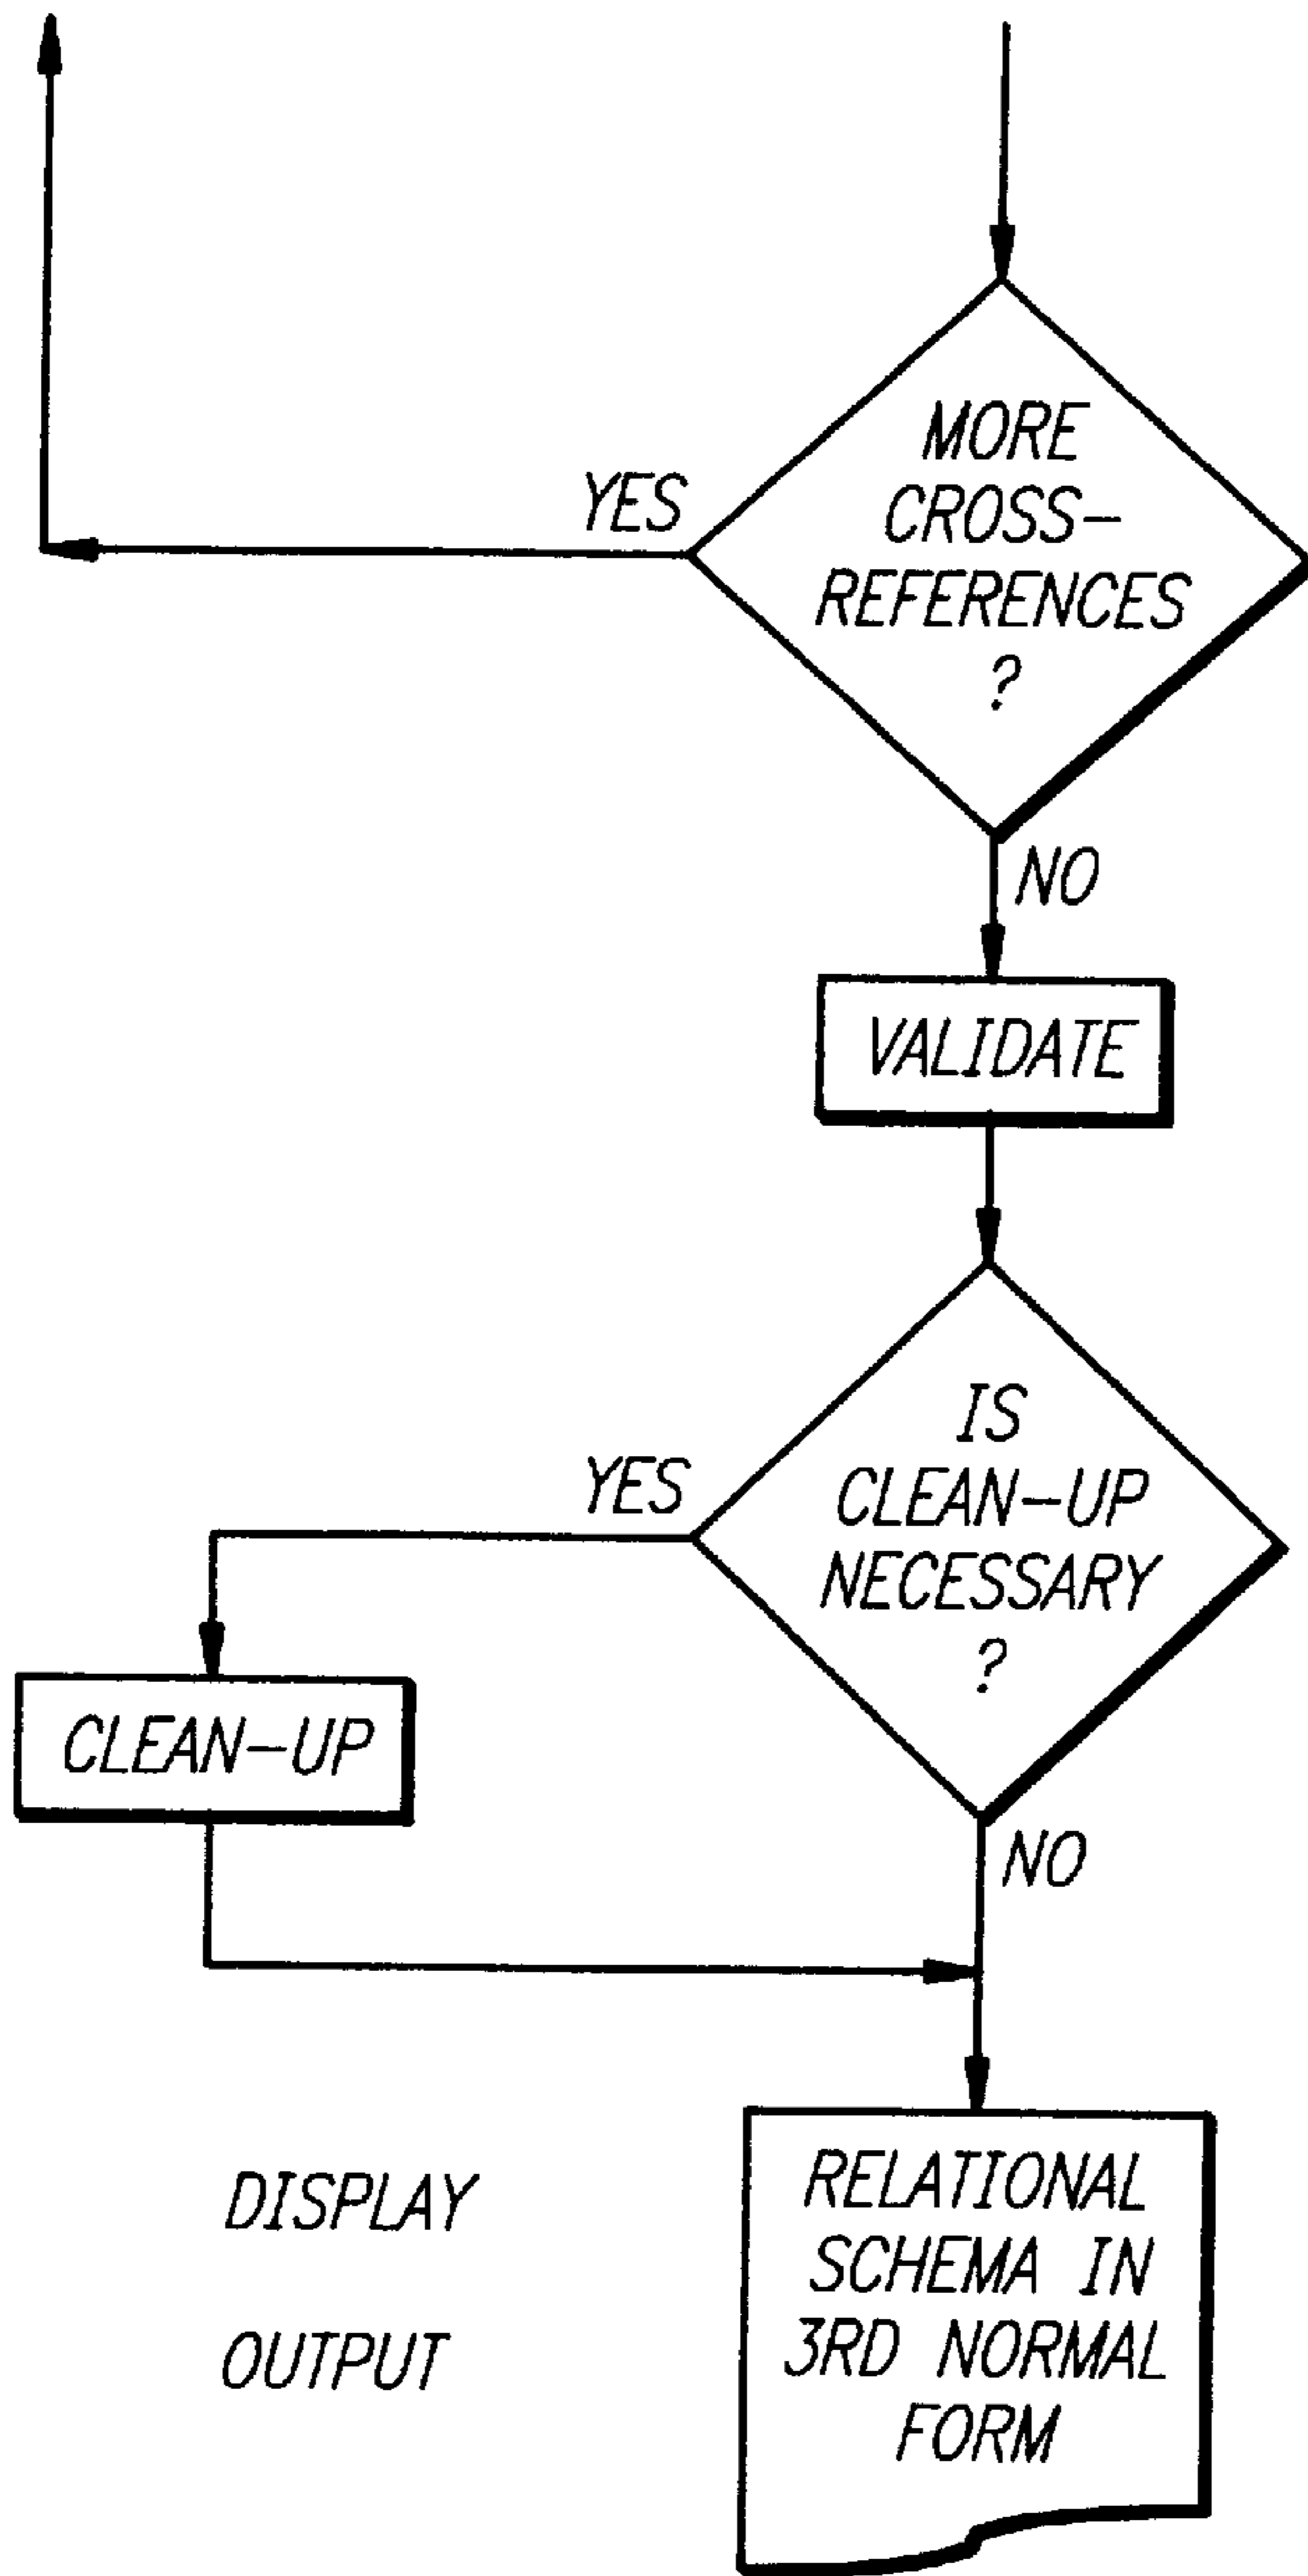 MORE
CROSS-
REFERENCES
?
YES
NO
VALIDATE
IS
CLEAN-UP
NECESSARY
?
YES
NO
CLEAN-UP
DISPLAY
OUTPUT
RELATIONAL
SCHEMA IN
3RD NORMAL
FORM